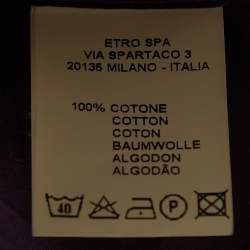 ETRO SPA
VIA SPARTACO 3
20135 MILANO - ITALIA
100% COTONE
COTTON
COTON
BAUMWOLLE
ALGODON
ALGODÃO
40 P